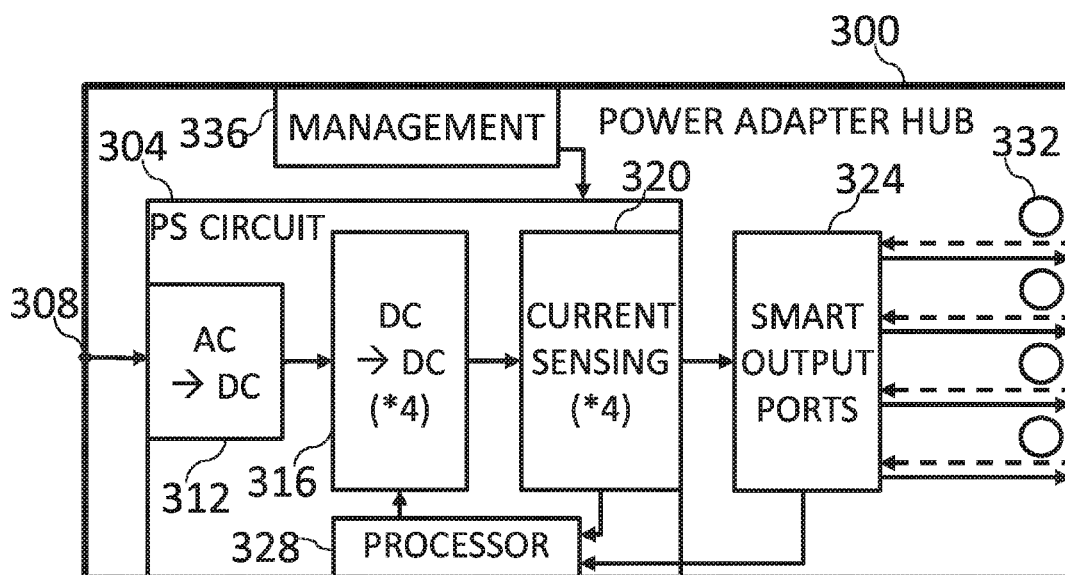 300
336
MANAGEMENT
POWER ADAPTER HUB
304
320
324
332
PS CIRCUIT
308
AC
→ DC
DC
→ DC
(*4)
CURRENT
SENSING
(*4)
SMART
OUTPUT
PORTS
312
316
328
PROCESSOR